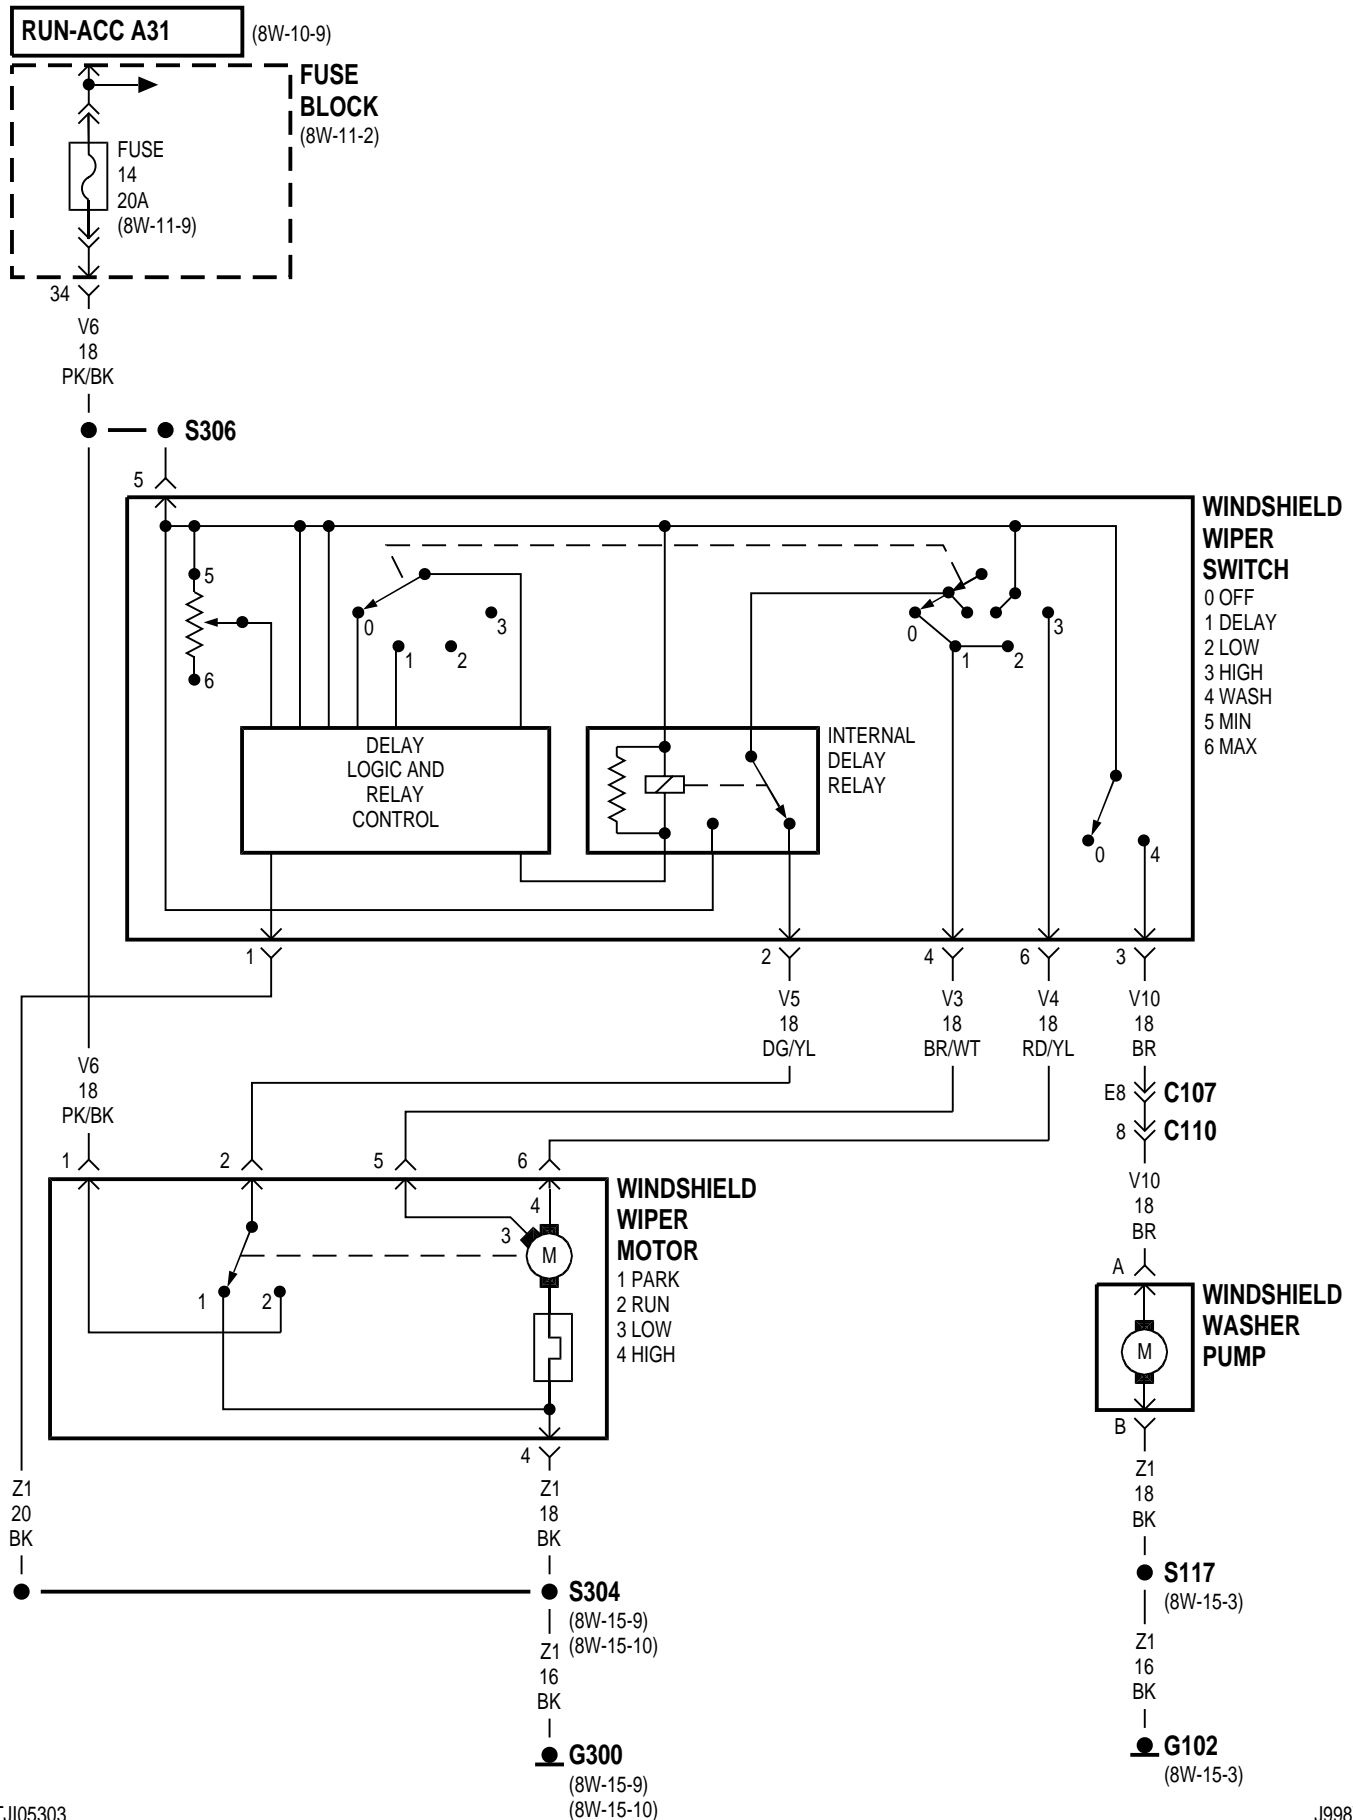 RUN-ACC A31
(8W-10-9)
FUSE
BLOCK
(8W-11-2)
FUSE
14
20A
(8W-11-9)
34
V6
18
PK/BK
S306
5
WINDSHIELD
WIPER
SWITCH
0 OFF
1 DELAY
2 LOW
3 HIGH
4 WASH
5 MIN
6 MAX
5
6
0
1
2
3
0
1
2
3
DELAY
LOGIC AND
RELAY
CONTROL
INTERNAL
DELAY
RELAY
0
4
1
2
4
6
3
V5
18
DG/YL
V3
18
BR/WT
V4
18
RD/YL
V10
18
BR
V6
18
PK/BK
E8
C107
8
C110
V10
18
BR
1
2
5
6
WINDSHIELD
WIPER
MOTOR
1 PARK
2 RUN
3 LOW
4 HIGH
4
3
M
1
2
A
WINDSHIELD
WASHER
PUMP
M
B
4
Z1
20
BK
Z1
18
BK
Z1
18
BK
S304
(8W-15-9)
(8W-15-10)
S117
(8W-15-3)
Z1
16
BK
Z1
16
BK
G300
(8W-15-9)
(8W-15-10)
G102
(8W-15-3)
TJI05303
J998